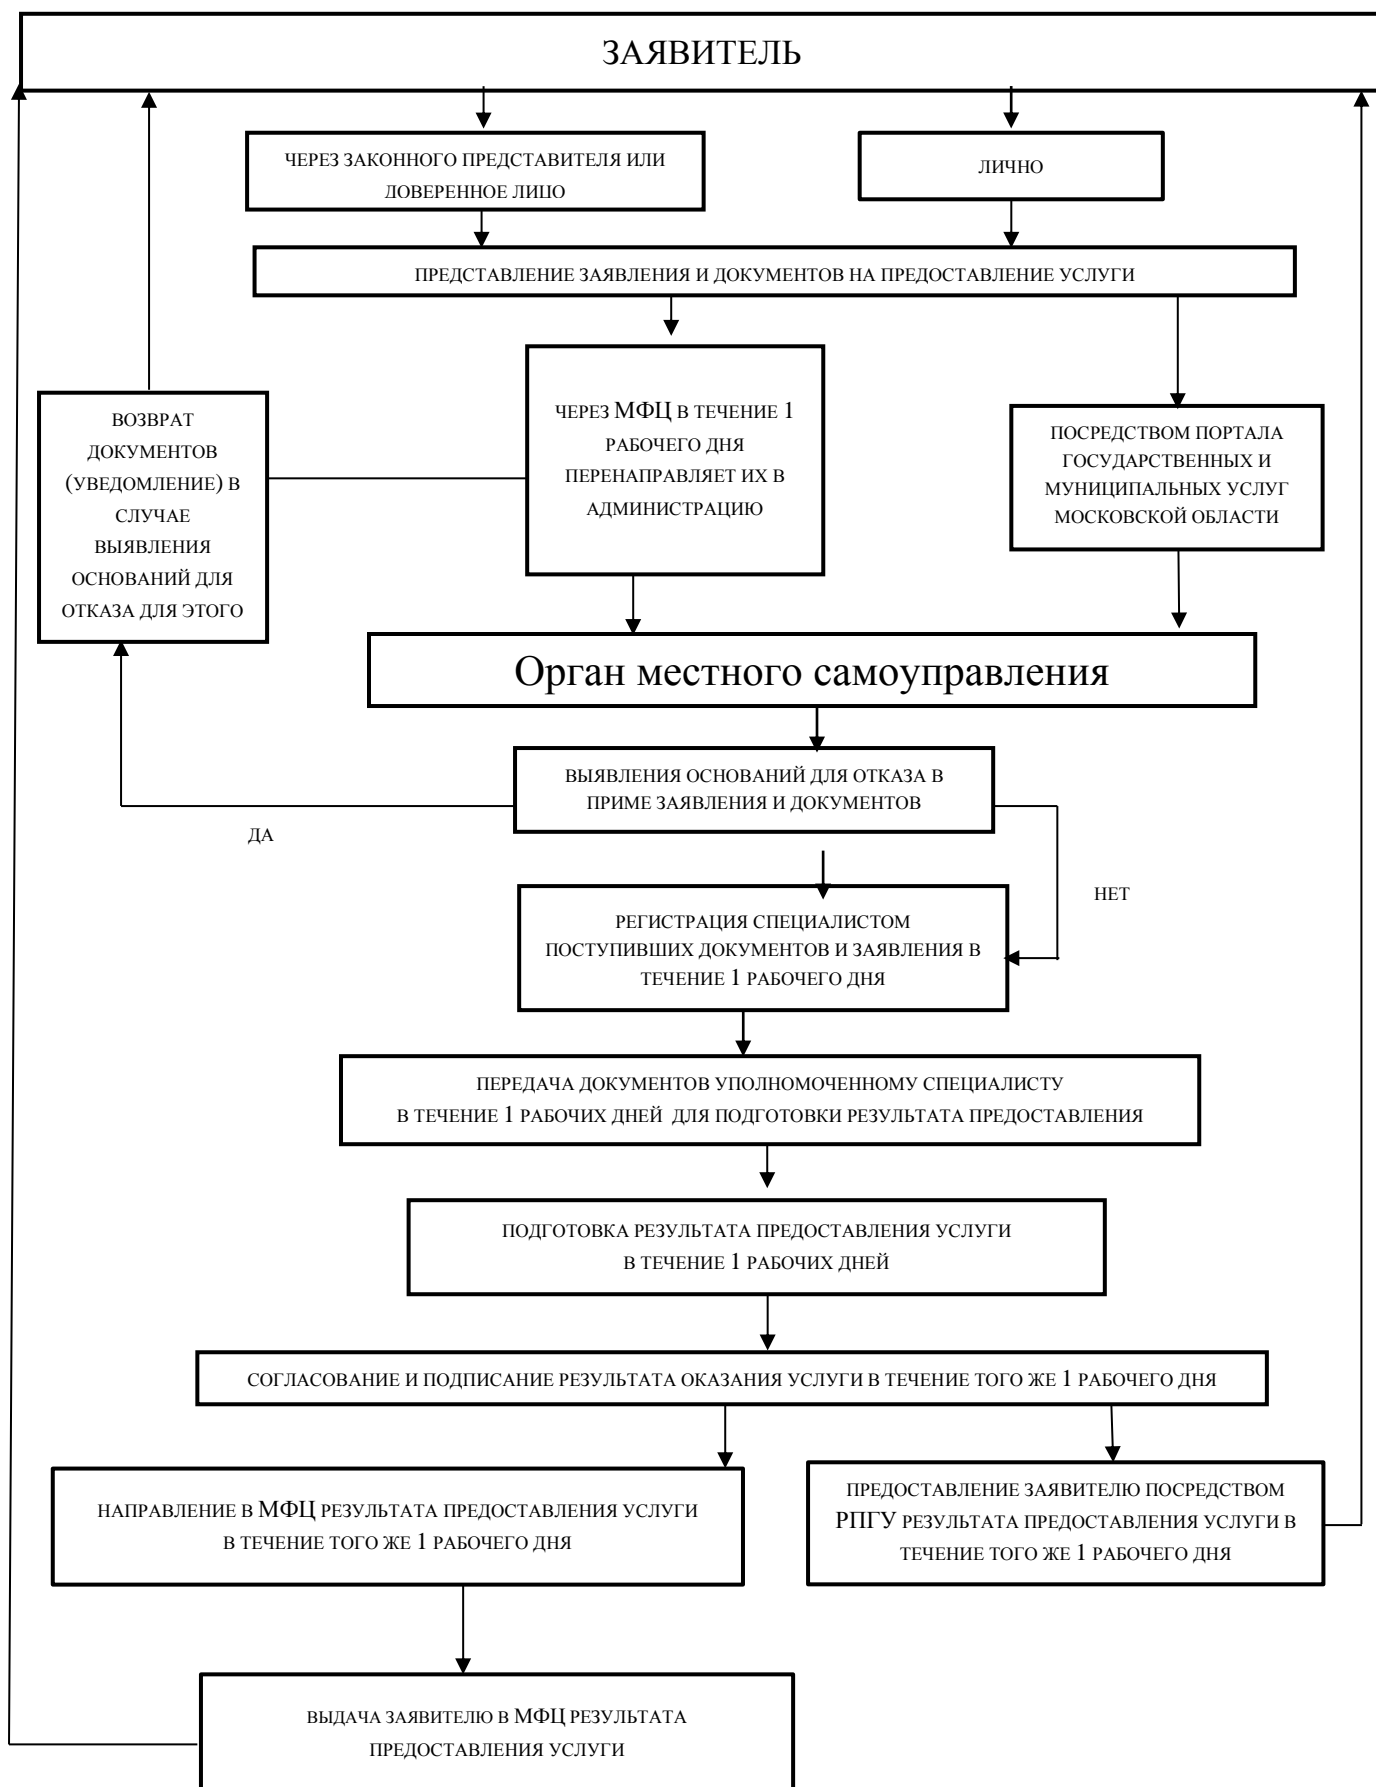 ЗАЯВИТЕЛЬ
ЧЕРЕЗ ЗАКОННОГО ПРЕДСТАВИТЕЛЯ ИЛИ
ДОВЕРЕННОЕ ЛИЦО
ЛИЧНО
ПРЕДСТАВЛЕНИЕ ЗАЯВЛЕНИЯ И ДОКУМЕНТОВ НА ПРЕДОСТАВЛЕНИЕ УСЛУГИ
ЧЕРЕЗ МФЦ В ТЕЧЕНИЕ 1
РАБОЧЕГО ДНЯ
ПЕРЕНАПРАВЛЯЕТ ИХ В
АДМИНИСТРАЦИЮ
ВОЗВРАТ
ДОКУМЕНТОВ
(УВЕДОМЛЕНИЕ) В
СЛУЧАЕ
ВЫЯВЛЕНИЯ
ОСНОВАНИЙ ДЛЯ
ОТКАЗА ДЛЯ ЭТОГО
ПОСРЕДСТВОМ ПОРТАЛА
ГОСУДАРСТВЕННЫХ И
МУНИЦИПАЛЬНЫХ УСЛУГ
МОСКОВСКОЙ ОБЛАСТИ
Орган местного самоуправления
ВЫЯВЛЕНИЯ ОСНОВАНИЙ ДЛЯ ОТКАЗА В
ПРИМЕ ЗАЯВЛЕНИЯ И ДОКУМЕНТОВ
ДА
НЕТ
РЕГИСТРАЦИЯ СПЕЦИАЛИСТОМ
ПОСТУПИВШИХ ДОКУМЕНТОВ И ЗАЯВЛЕНИЯ В
ТЕЧЕНИЕ 1 РАБОЧЕГО ДНЯ
ПЕРЕДАЧА ДОКУМЕНТОВ УПОЛНОМОЧЕННОМУ СПЕЦИАЛИСТУ
В ТЕЧЕНИЕ 1 РАБОЧИХ ДНЕЙ ДЛЯ ПОДГОТОВКИ РЕЗУЛЬТАТА ПРЕДОСТАВЛЕНИЯ
ПОДГОТОВКА РЕЗУЛЬТАТА ПРЕДОСТАВЛЕНИЯ УСЛУГИ
В ТЕЧЕНИЕ 1 РАБОЧИХ ДНЕЙ
СОГЛАСОВАНИЕ И ПОДПИСАНИЕ РЕЗУЛЬТАТА ОКАЗАНИЯ УСЛУГИ В ТЕЧЕНИЕ ТОГО ЖЕ 1 РАБОЧЕГО ДНЯ
НАПРАВЛЕНИЕ В МФЦ РЕЗУЛЬТАТА ПРЕДОСТАВЛЕНИЯ УСЛУГИ
В ТЕЧЕНИЕ ТОГО ЖЕ 1 РАБОЧЕГО ДНЯ
ПРЕДОСТАВЛЕНИЕ ЗАЯВИТЕЛЮ ПОСРЕДСТВОМ
РПГУ РЕЗУЛЬТАТА ПРЕДОСТАВЛЕНИЯ УСЛУГИ В
ТЕЧЕНИЕ ТОГО ЖЕ 1 РАБОЧЕГО ДНЯ
ВЫДАЧА ЗАЯВИТЕЛЮ В МФЦ РЕЗУЛЬТАТА
ПРЕДОСТАВЛЕНИЯ УСЛУГИ